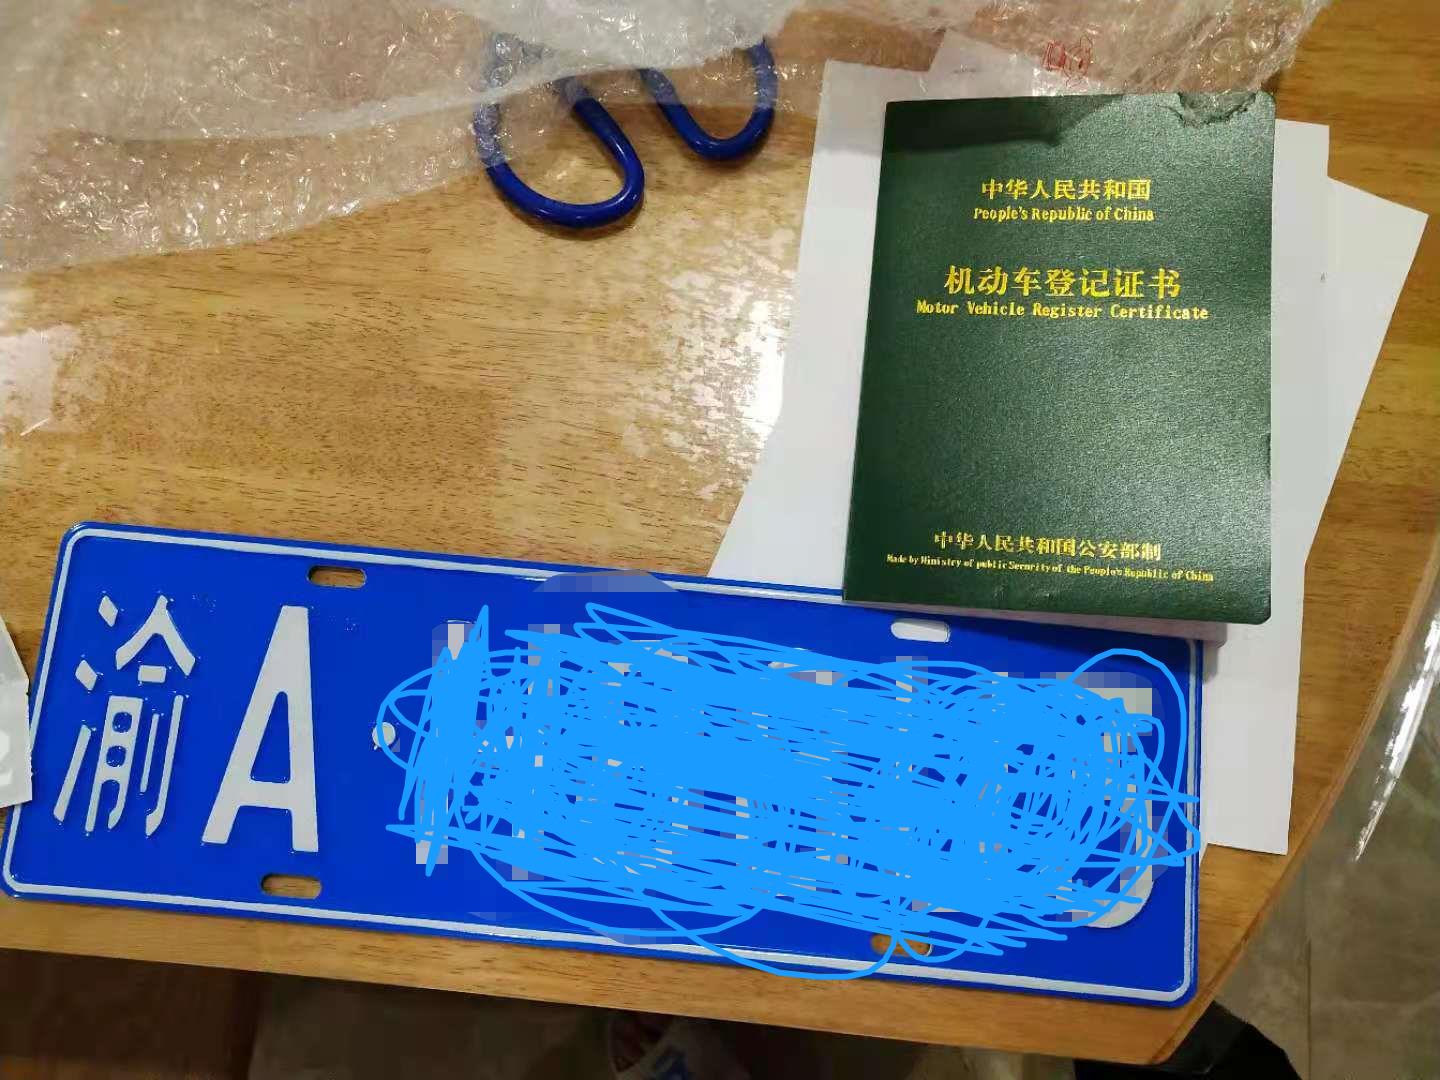 中华人民共和国
People's Republic of China
机动车登记证书
Motor Vehicle Register Certificate
中华人民共和国公安部制
Made by Ministry of public Security of the People's Republic of China
渝A